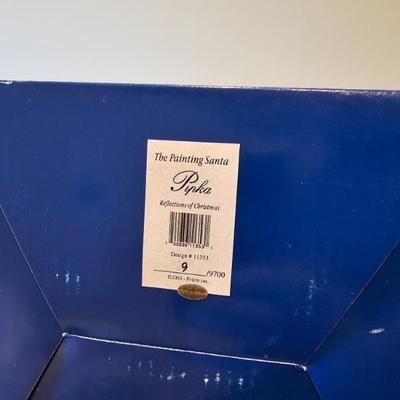 The Painting Santa
Pipka
Reflections of Christmas
Design # 11353
9 /9700